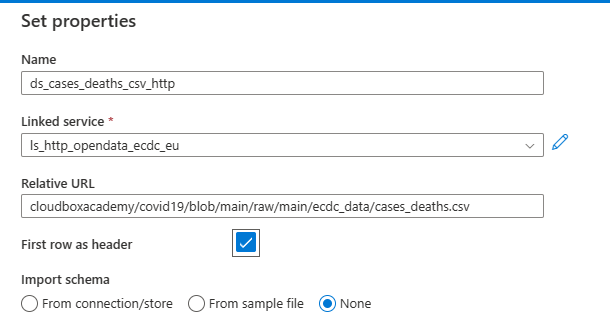 Set properties
Name
ds_cases_deaths_csv_http
Linked service *
ls_http_opendata_ecdc_eu
Relative URL
cloudboxacademy/covid19/blob/main/raw/main/ecdc_data/cases_deaths.csv
First row as header
Import schema
From connection/store From sample file None